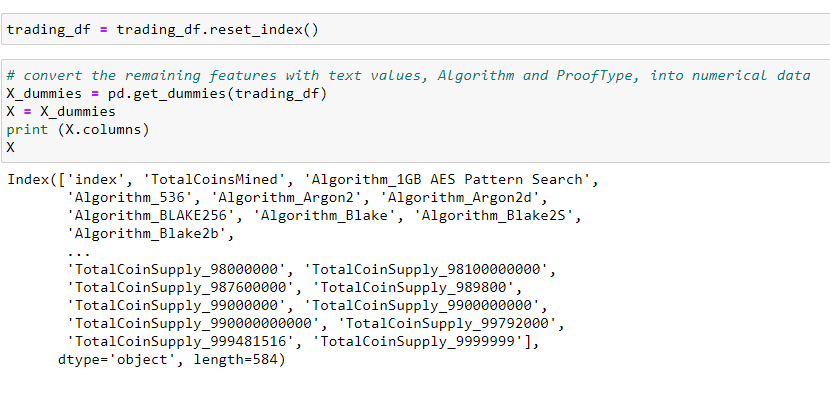 trading_df = trading_df.reset_index()
# convert the remaining features with text values, Algorithm and ProofType, into numerical data
X_dummies = pd.get_dummies(trading_df)
X = X_dummies
print (X.columns)
X
Index(['index', 'TotalCoinsMined', 'Algorithm_1GB AES Pattern Search',
'Algorithm_536', 'Algorithm_Argon2', 'Algorithm_Argon2d',
'Algorithm_BLAKE256', 'Algorithm_Blake', 'Algorithm_Blake2S',
'Algorithm_Blake2b',
...
'TotalCoinSupply_98000000', 'TotalCoinSupply_98100000000',
'TotalCoinSupply_987600000', 'TotalCoinSupply_989800',
'TotalCoinSupply_99000000', 'TotalCoinSupply_9900000000',
'TotalCoinSupply_990000000000', 'TotalCoinSupply_99792000',
'TotalCoinSupply_999481516', 'TotalCoinSupply_9999999'],
dtype='object', length=584)